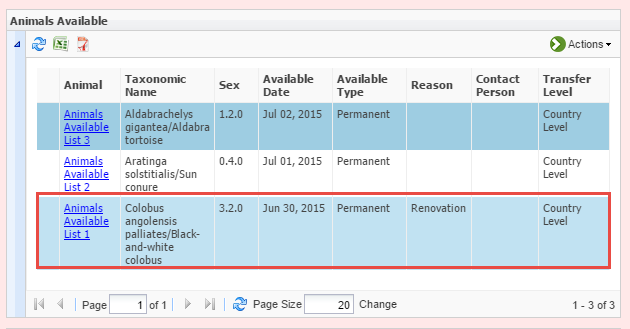 Animals Available
Actions
Animal Taxonomic Name Sex Available Date Available Type Reason Contact Person Transfer Level
Animals Available List 3 Aldabrachelys gigantea/Aldabra tortoise 1.2.0 Jul 02, 2015 Permanent Country Level
Animals Available List 2 Aratinga solstitialis/Sun conure 0.4.0 Jul 01, 2015 Permanent Country Level
Animals Available List 1 Colobus angolensis palliates/Black-and-white colobus 3.2.0 Jun 30, 2015 Permanent Renovation Country Level
Page 1 of 1 Page Size 20 Change 1 - 3 of 3